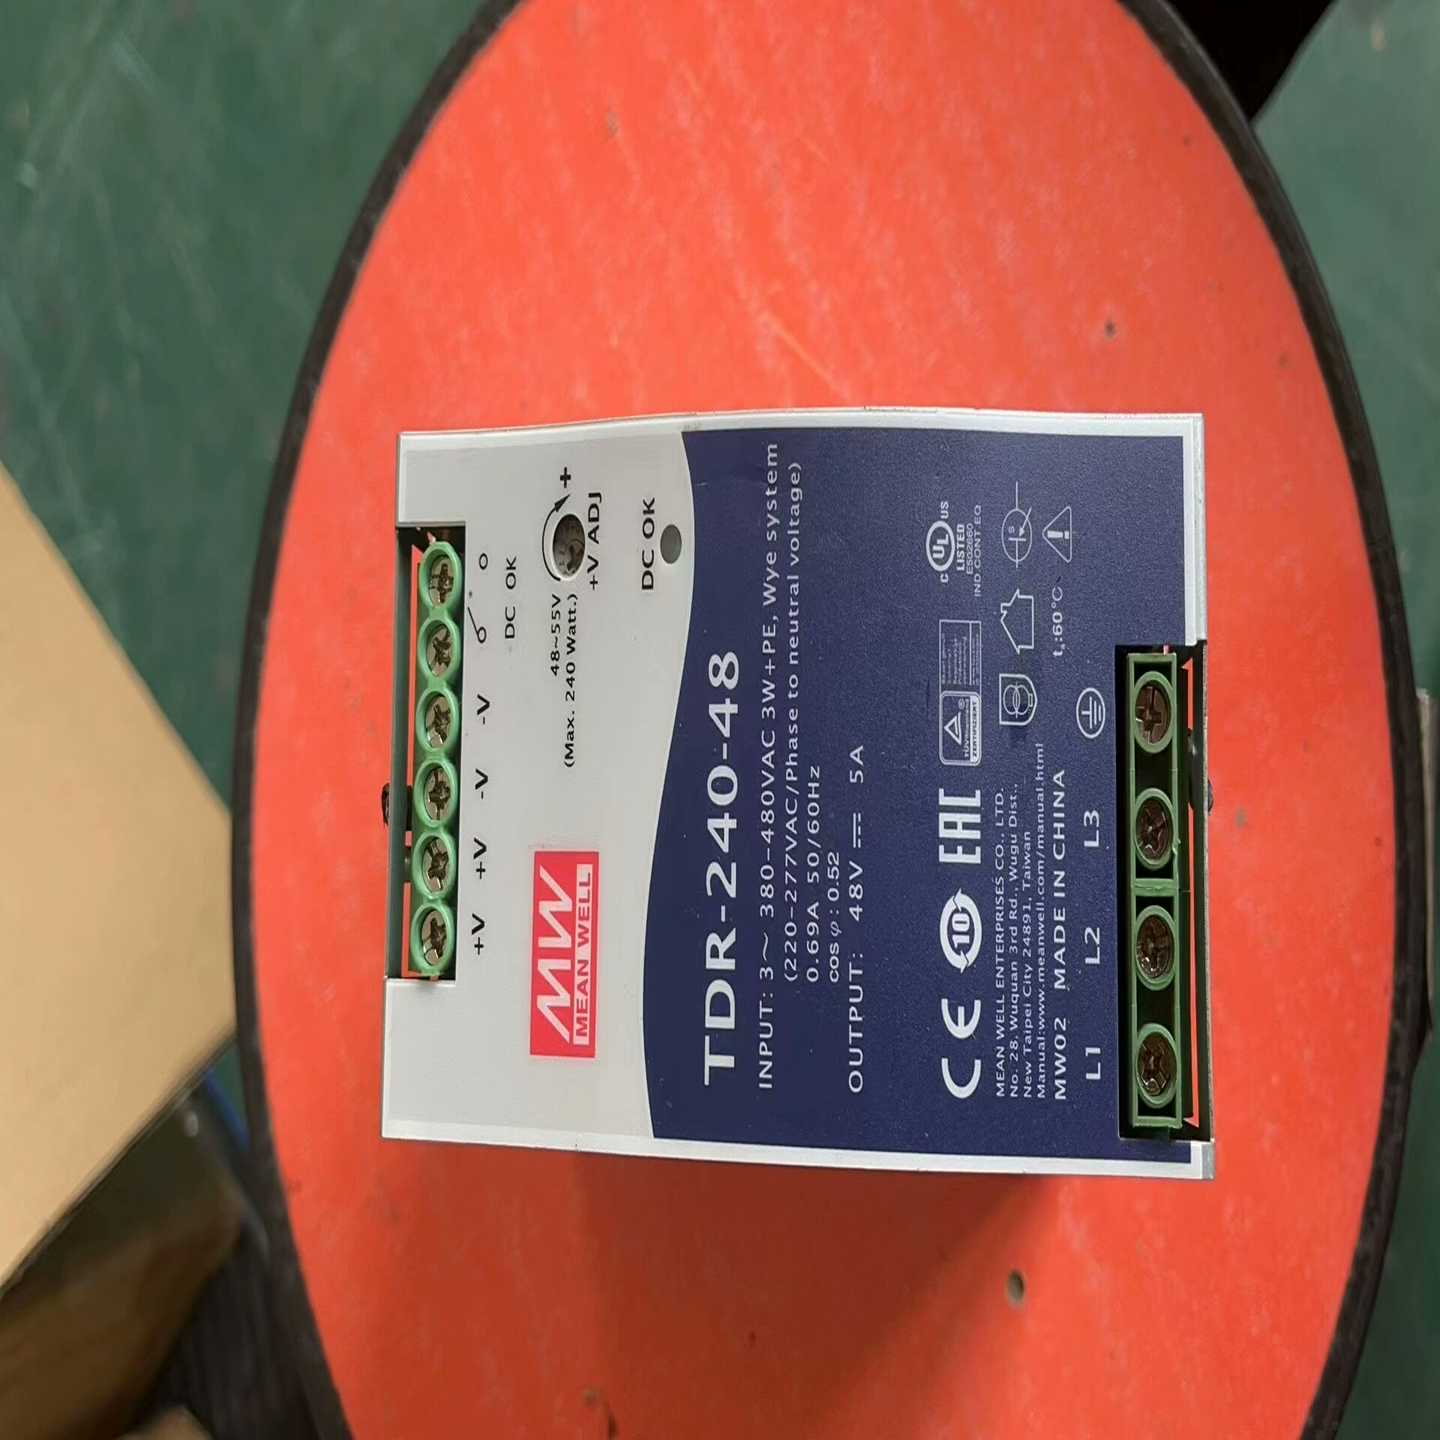 +V +V -V -V
DC OK
48~55V
(Max. 240 Watt.)
+
+V ADJ
DC OK
MW
MEAN WELL
TDR-240-48
INPUT: 3～ 380-480VAC 3W+PE, Wye system
(220-277VAC/Phase to neutral voltage)
0.69A 50/60Hz
cos φ: 0.52
OUTPUT: 48V ⎓ 5A
CE 10 EAC
c UL US
LISTED
E502860
IND CONT EQ
MEAN WELL ENTERPRISES CO., LTD.
No. 28, Wuquan 3rd Rd., Wugu Dist.,
New Taipei City 24891, Taiwan
Manual:www.meanwell.com/manual.html
ta:60°C
MW02 MADE IN CHINA
L1 L2 L3